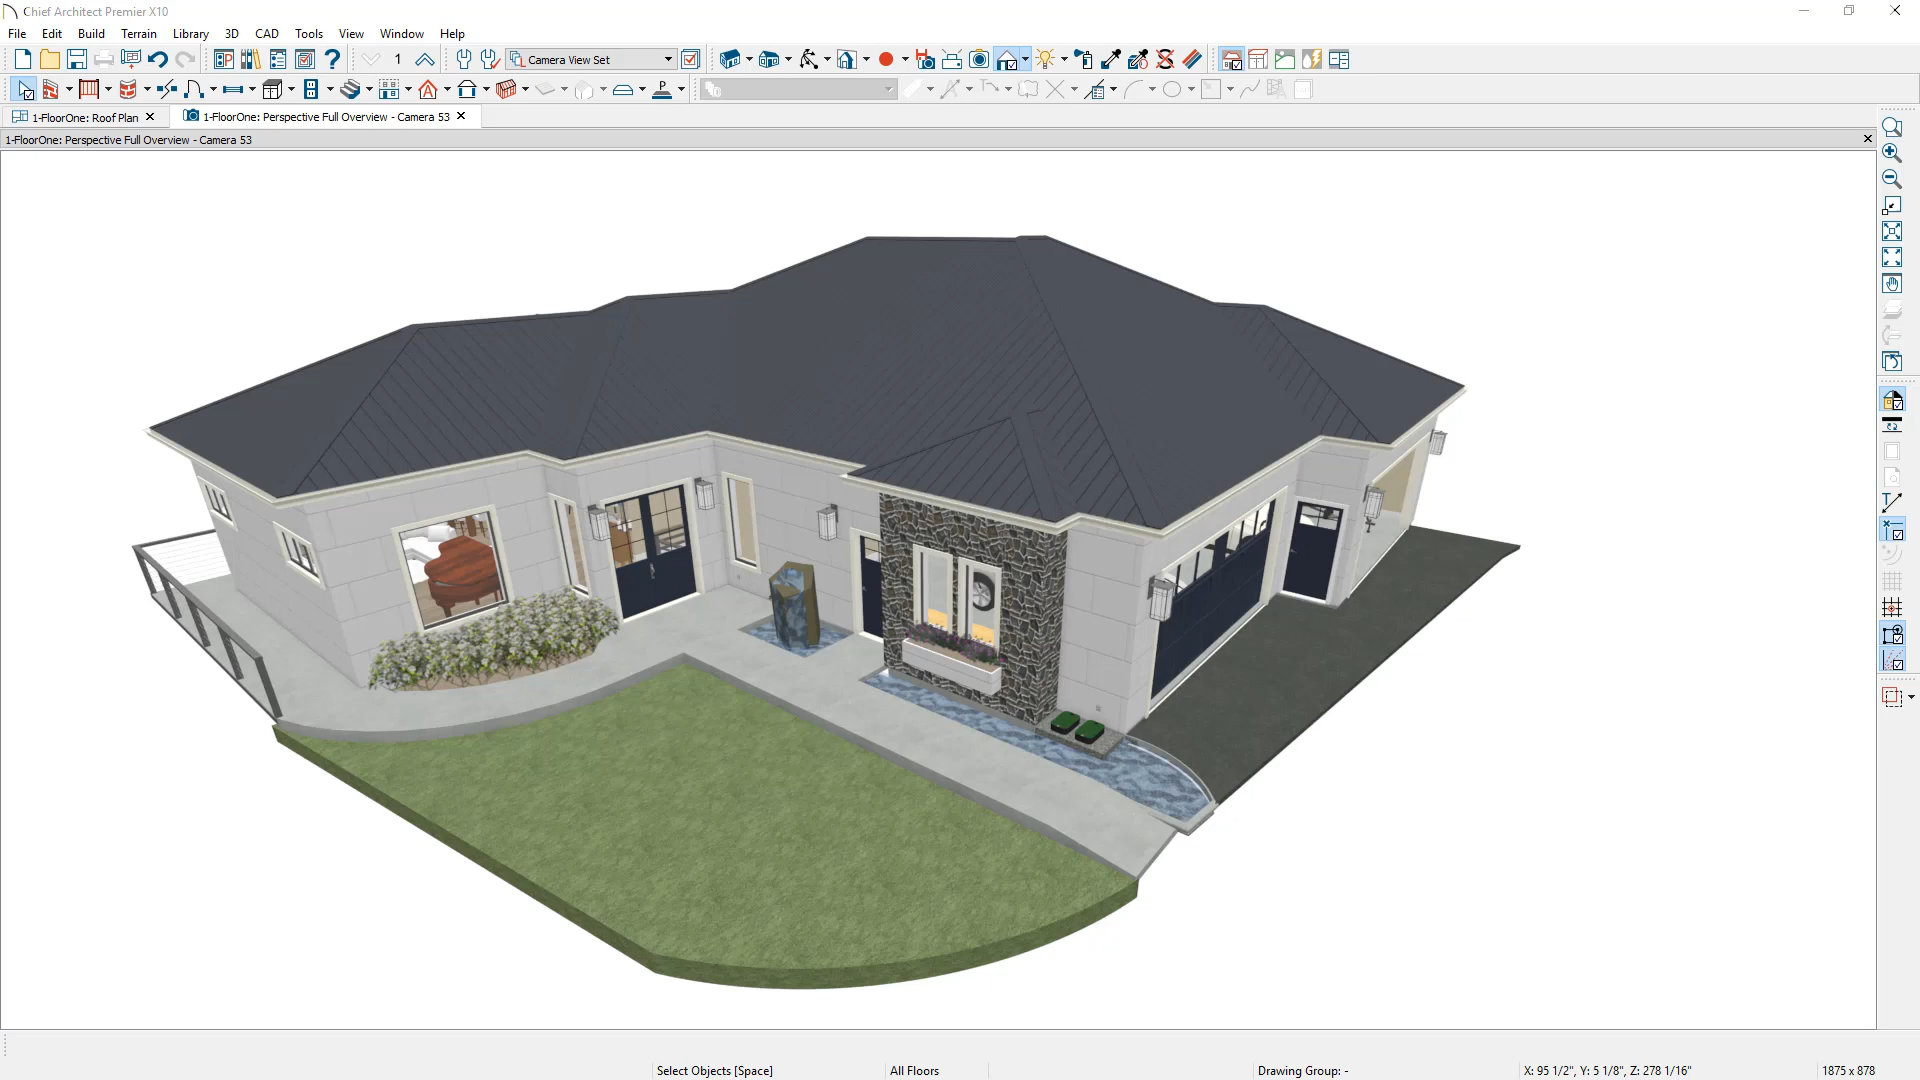 Chief Architect Premier X10
File Edit Build Terrain Library 3D CAD Tools View Window Help
1 Camera View Set
1-FloorOne: Roof Plan 1-FloorOne: Perspective Full Overview - Camera 53
1-FloorOne: Perspective Full Overview - Camera 53
Select Objects [Space] All Floors Drawing Group: - X: 95 1/2", Y: 5 1/8", Z: 278 1/16" 1875 x 878